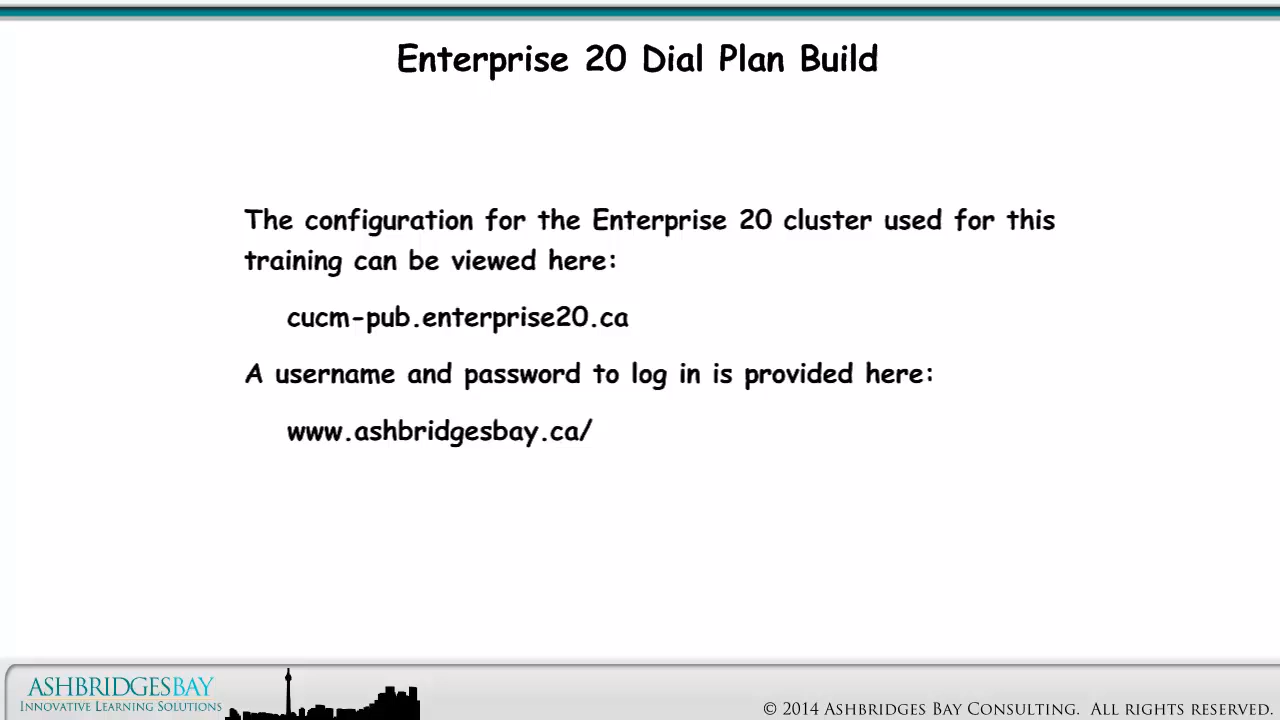 Enterprise 20 Dial Plan Build
The configuration for the Enterprise 20 cluster used for this
training can be viewed here:
cucm-pub.enterprise20.ca
A username and password to log in is provided here:
www.ashbridgesbay.ca/
ASHBRIDGESBAY
INNOVATIVE LEARNING SOLUTIONS
© 2014 ASHBRIDGES BAY CONSULTING. ALL RIGHTS RESERVED.